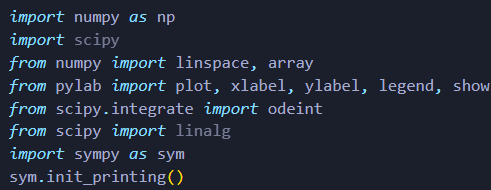 import numpy as np
import scipy
from numpy import linspace, array
from pylab import plot, xlabel, ylabel, legend, show
from scipy.integrate import odeint
from scipy import linalg
import sympy as sym
sym.init_printing()